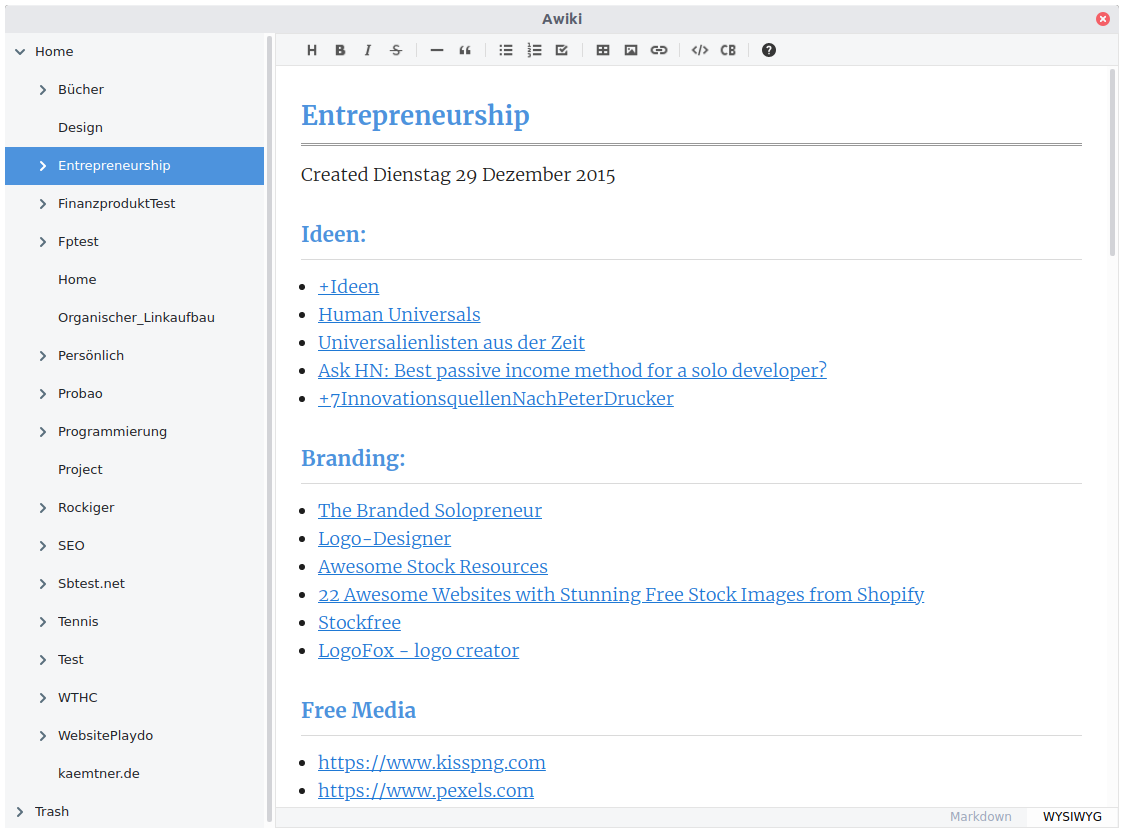 Awiki
Home
Bücher
Design
Entrepreneurship
FinanzproduktTest
Fptest
Home
Organischer_Linkaufbau
Persönlich
Probao
Programmierung
Project
Rockiger
SEO
Sbtest.net
Tennis
Test
WTHC
WebsitePlaydo
kaemtner.de
Trash
H B I S “ </> CB ?
Entrepreneurship
Created Dienstag 29 Dezember 2015
Ideen:
+Ideen
Human Universals
Universalienlisten aus der Zeit
Ask HN: Best passive income method for a solo developer?
+7InnovationsquellenNachPeterDrucker
Branding:
The Branded Solopreneur
Logo-Designer
Awesome Stock Resources
22 Awesome Websites with Stunning Free Stock Images from Shopify
Stockfree
LogoFox - logo creator
Free Media
https://www.kisspng.com
https://www.pexels.com
Markdown WYSIWYG